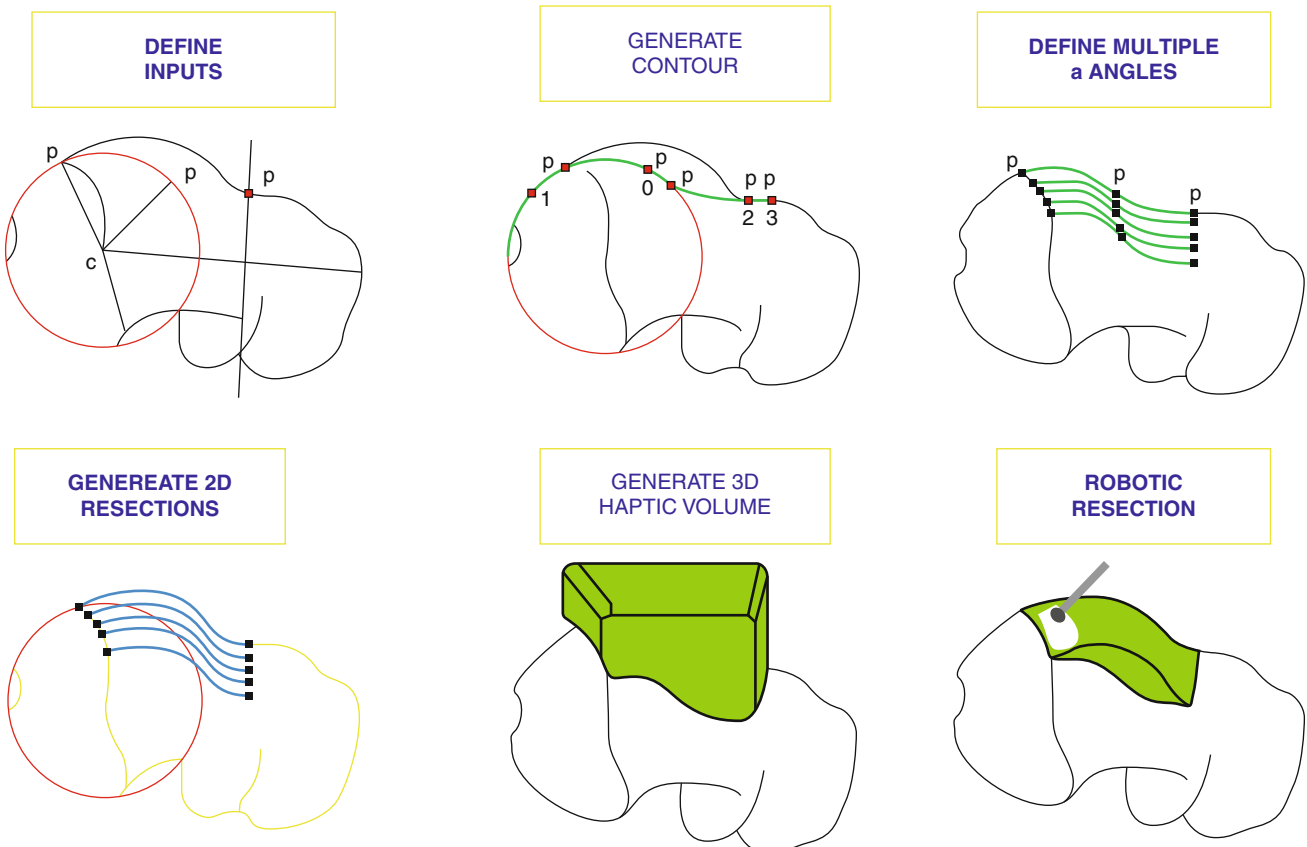 DEFINE
INPUTS
GENERATE
CONTOUR
DEFINE MULTIPLE
a ANGLES
p
p
p
c
p
p
p
p p
1
0
2 3
p
p
p
GENEREATE 2D
RESECTIONS
GENERATE 3D
HAPTIC VOLUME
ROBOTIC
RESECTION